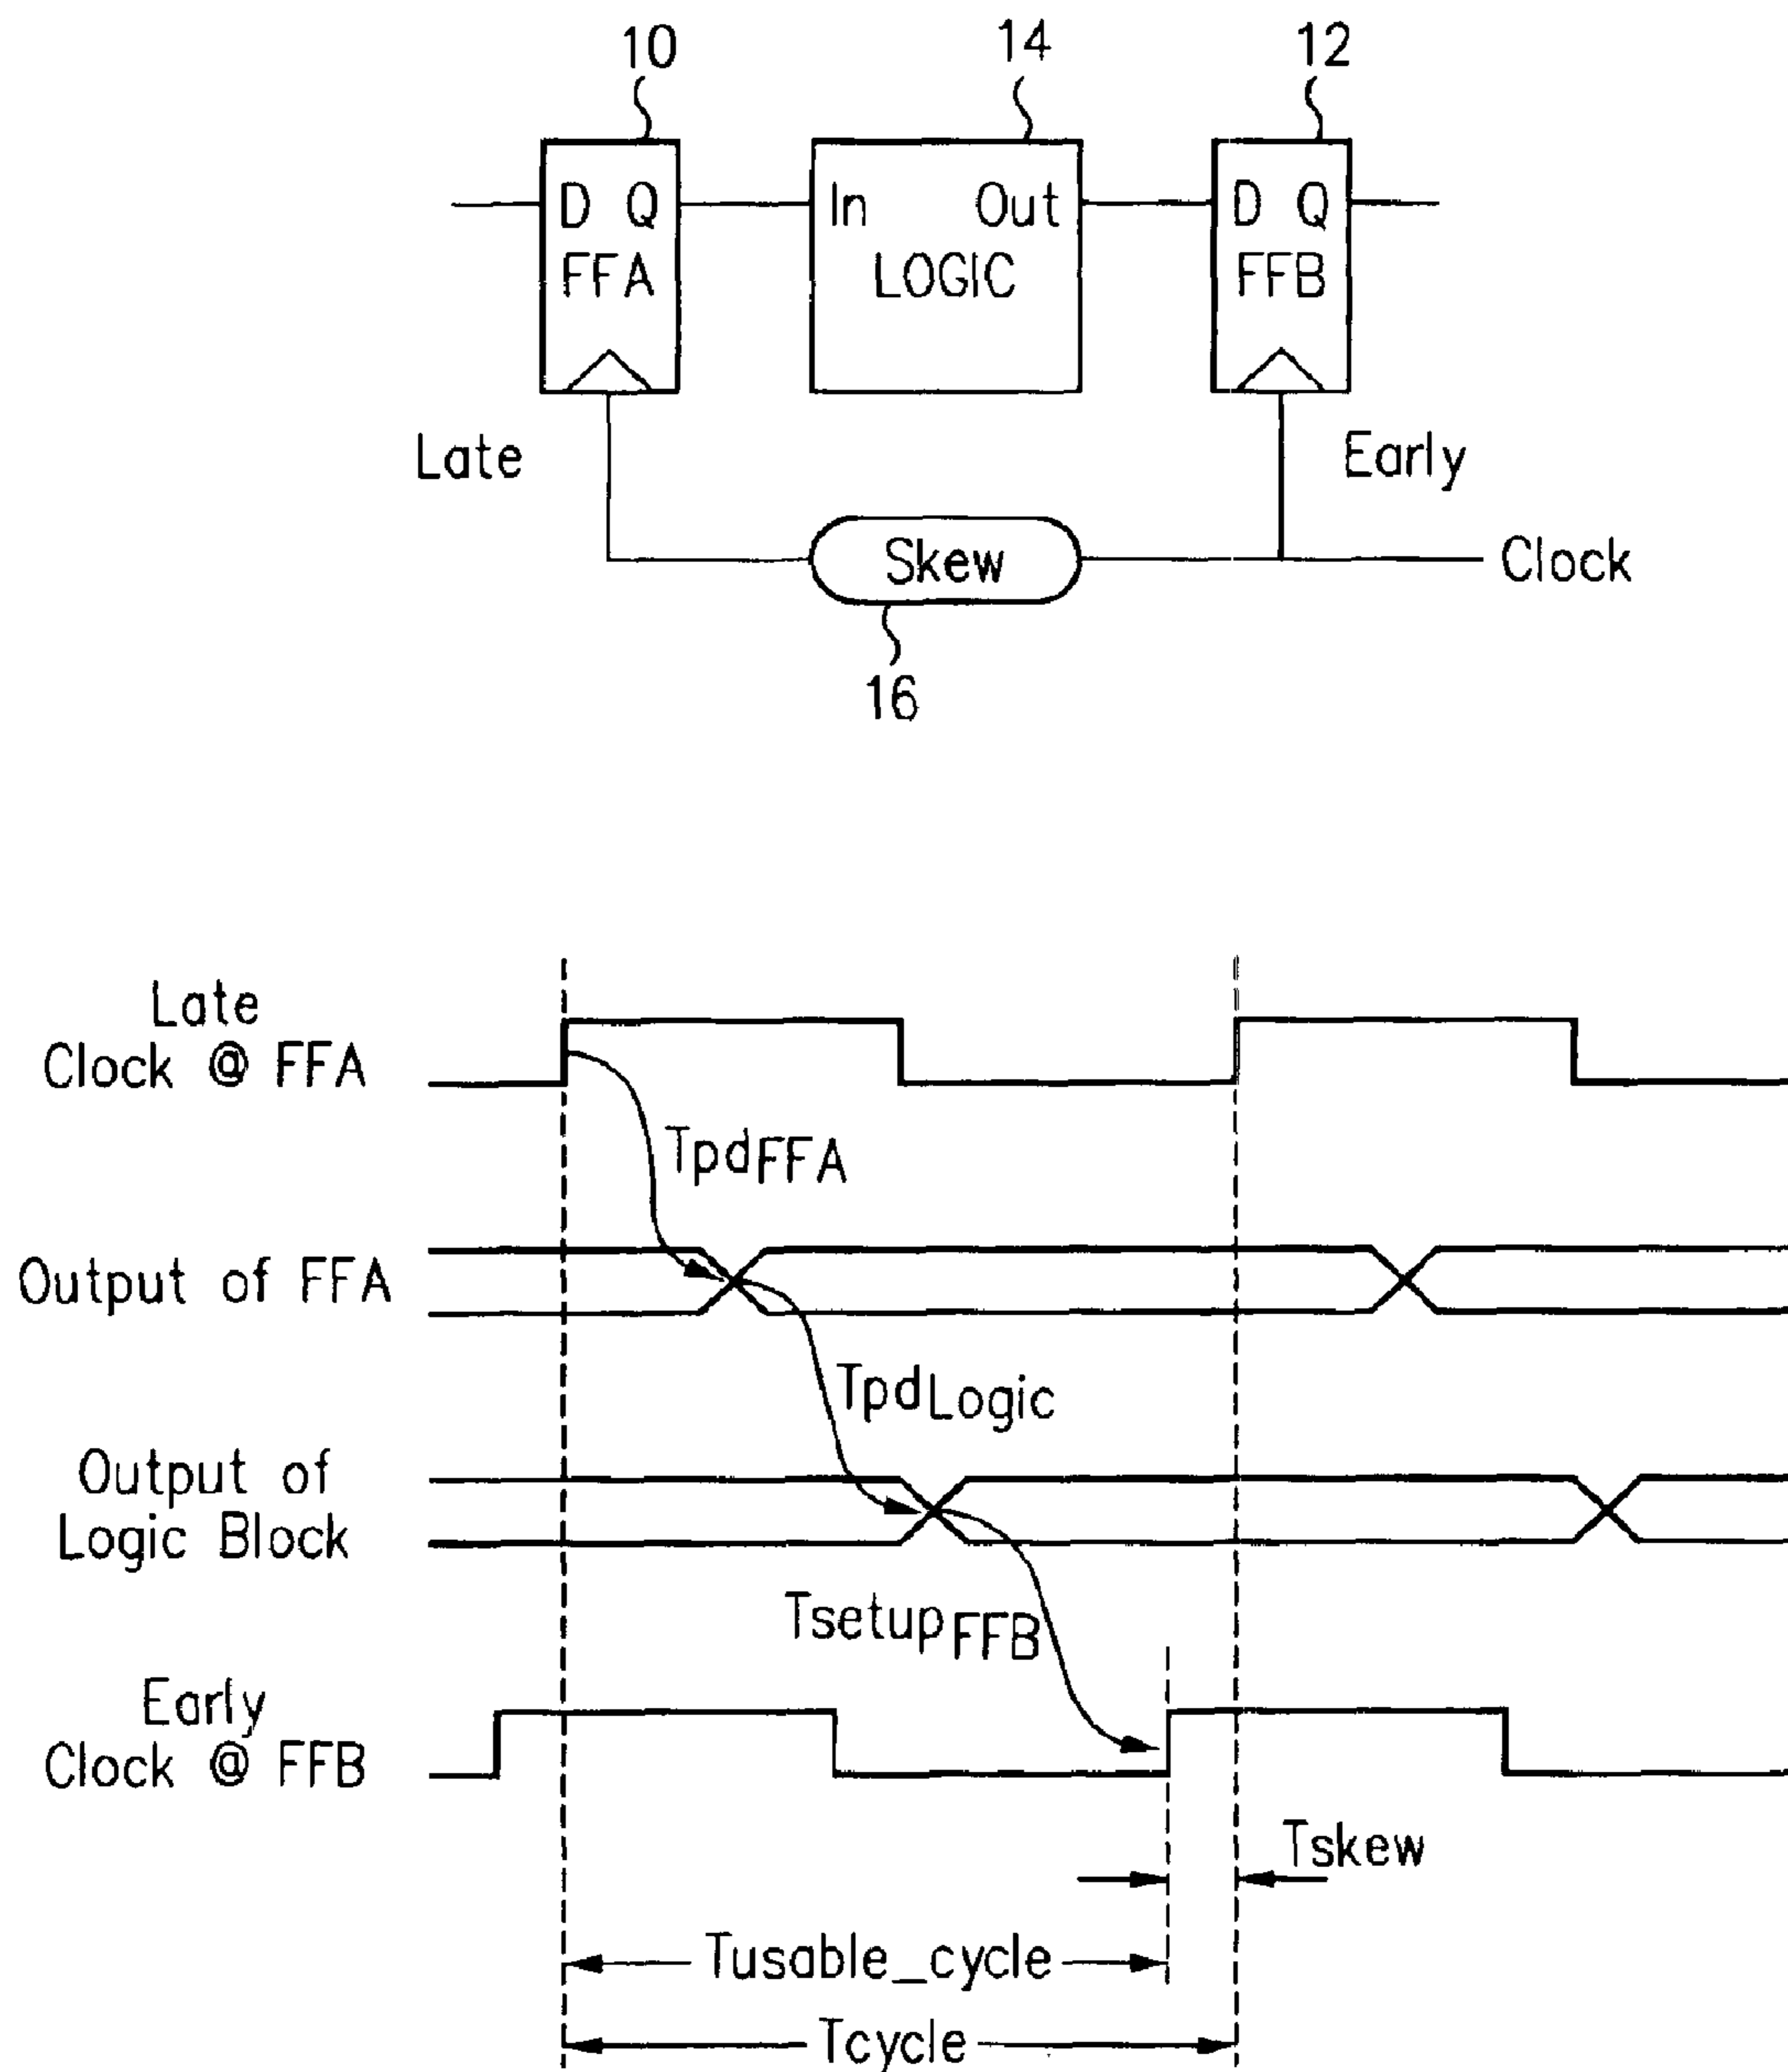 10
14
12
D Q
FFA
In Out
LOGIC
D Q
FFB
Late
Early
Skew
Clock
16
Late
Clock @ FFA
TpdFFA
Output of FFA
TpdLogic
Output of
Logic Block
TsetupFFB
Early
Clock @ FFB
Tskew
Tusable_cycle
Tcycle